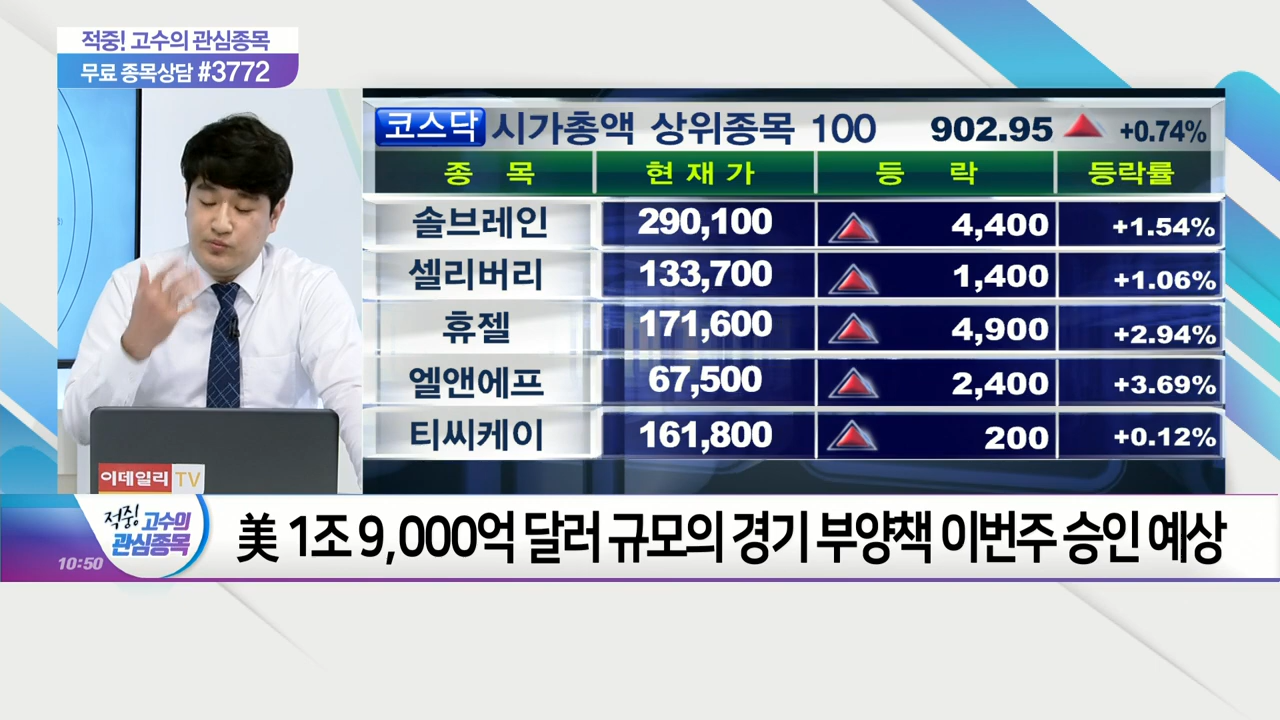 적중! 고수의 관심종목
무료 종목상담 #3772
코스닥 시가총액 상위종목 100 902.95 ▲ +0.74%
종 목 현재가 등 락 등락률
솔브레인 290,100 ▲ 4,400 +1.54%
셀리버리 133,700 ▲ 1,400 +1.06%
휴젤 171,600 ▲ 4,900 +2.94%
엘앤에프 67,500 ▲ 2,400 +3.69%
티씨케이 161,800 ▲ 200 +0.12%
이데일리 TV
적중! 고수의
관심종목
10:50
美 1조 9,000억 달러 규모의 경기 부양책 이번주 승인 예상